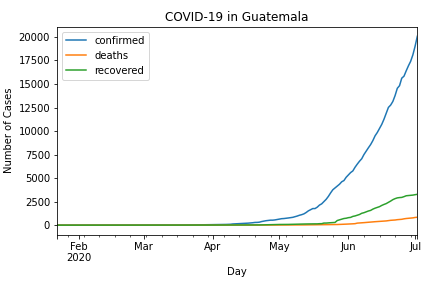 COVID-19 in Guatemala
confirmed
deaths
recovered
20000
17500
15000
12500
10000
7500
5000
2500
0
Number of Cases
Feb
2020
Mar
Apr
May
Jun
Jul
Day